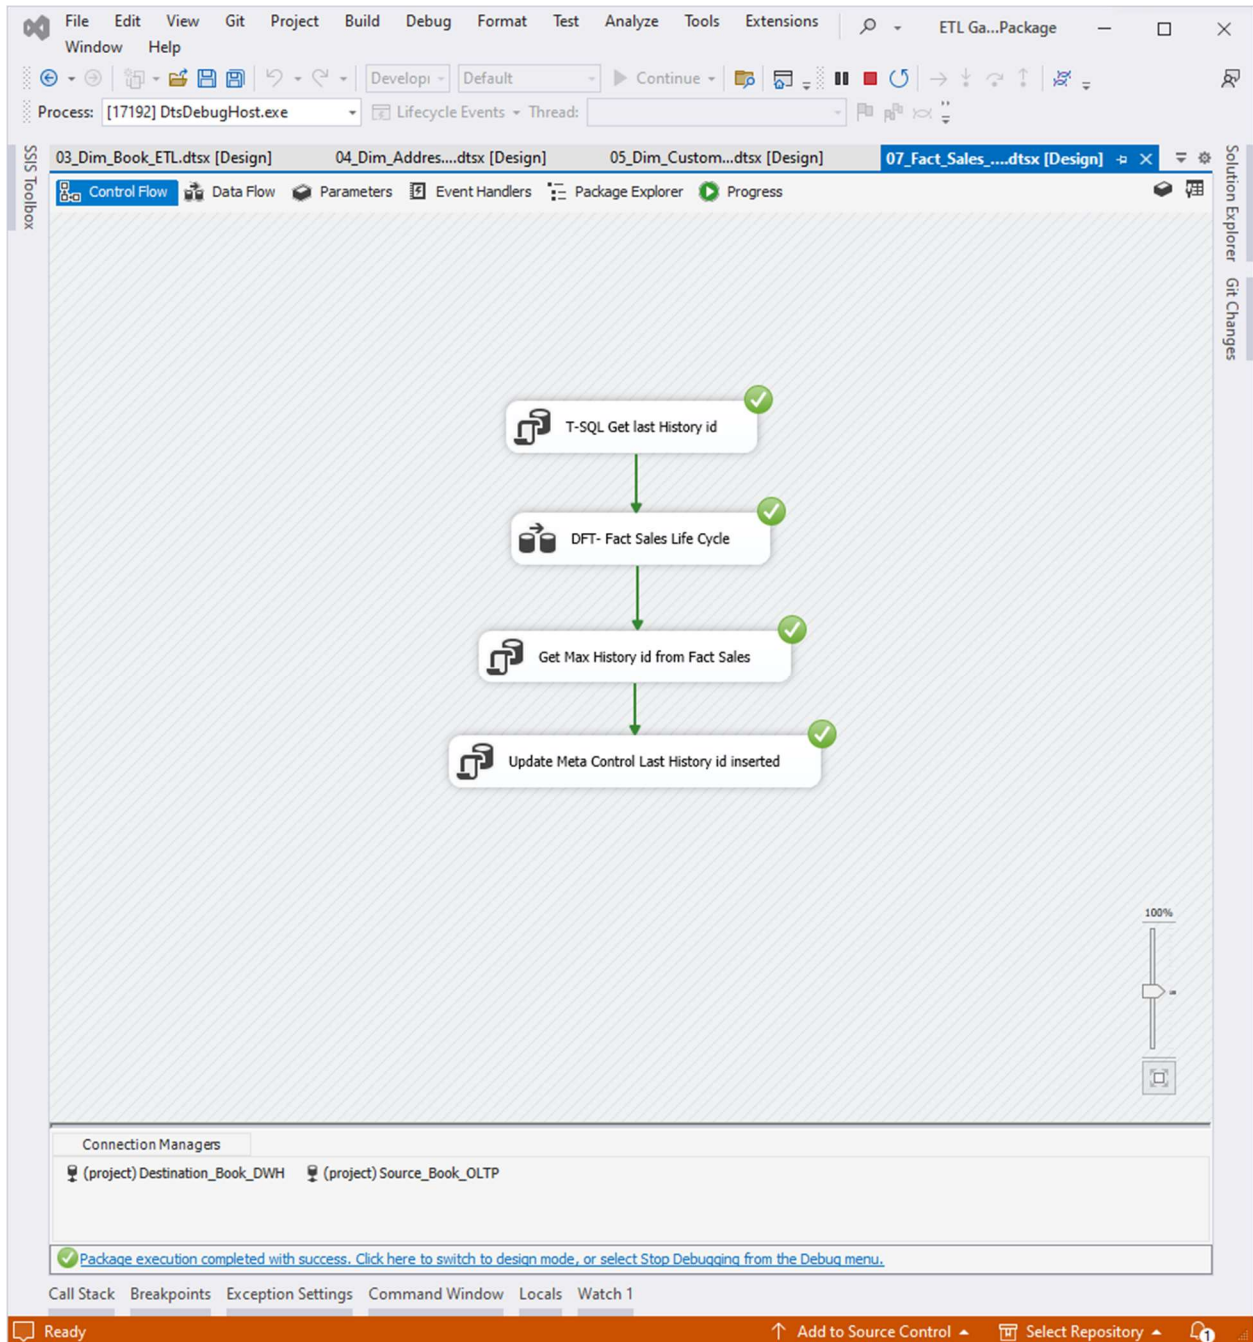 File Edit View Git Project Build Debug Format Test Analyze Tools Extensions
ETL Ga...Package
Window Help
Developi Default Continue
Process: [17192] DtsDebugHost.exe Lifecycle Events Thread:
SSIS Toolbox
03_Dim_Book_ETL.dtsx [Design] 04_Dim_Addres....dtsx [Design] 05_Dim_Custom...dtsx [Design] 07_Fact_Sales_....dtsx [Design]
Control Flow Data Flow Parameters Event Handlers Package Explorer Progress
Solution Explorer
Git Changes
T-SQL Get last History id
DFT- Fact Sales Life Cycle
Get Max History id from Fact Sales
Update Meta Control Last History id inserted
100%
Connection Managers
(project) Destination_Book_DWH (project) Source_Book_OLTP
Package execution completed with success. Click here to switch to design mode, or select Stop Debugging from the Debug menu.
Call Stack Breakpoints Exception Settings Command Window Locals Watch 1
Ready Add to Source Control Select Repository 1